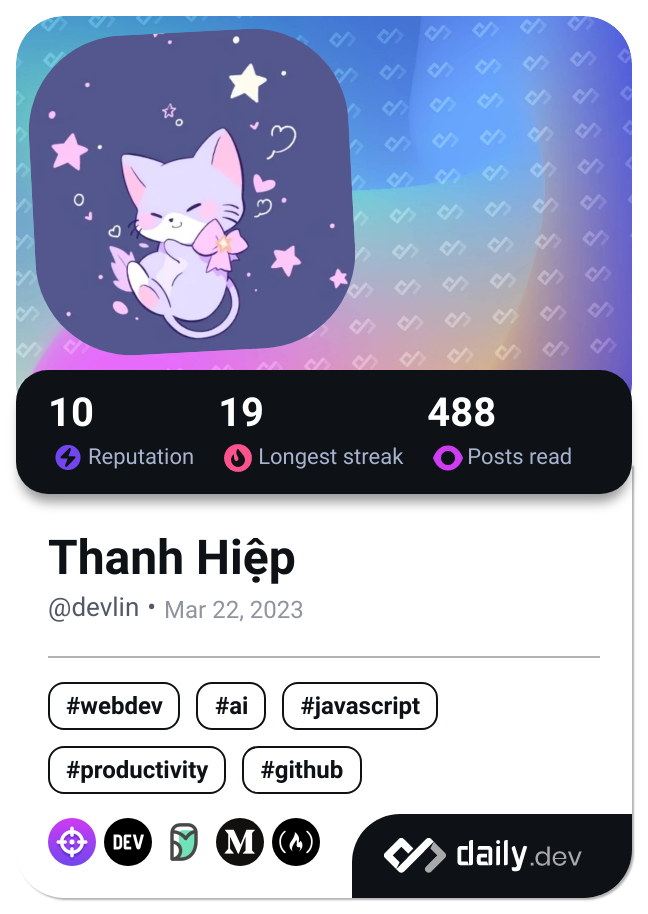 10 19 488
Reputation Longest streak Posts read
Thanh Hiệp
@devlin • Mar 22, 2023
#webdev #ai #javascript
#productivity #github
DEV M daily.dev